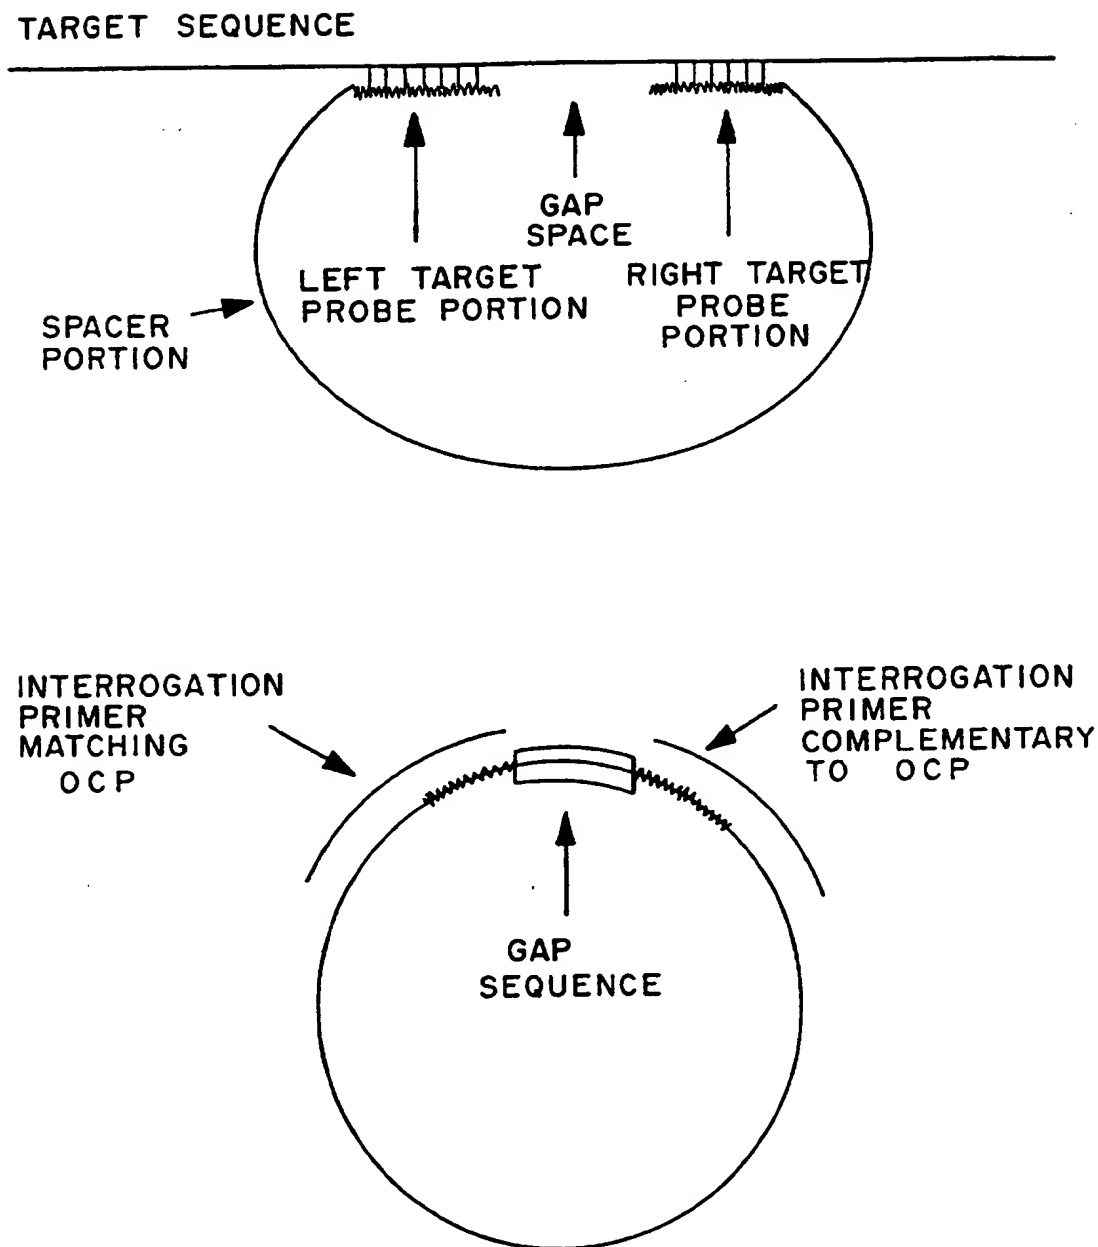 TARGET SEQUENCE
GAP
SPACE
LEFT TARGET
PROBE PORTION
RIGHT TARGET
PROBE
PORTION
SPACER
PORTION
INTERROGATION
PRIMER
MATCHING
OCP
INTERROGATION
PRIMER
COMPLEMENTARY
TO OCP
GAP
SEQUENCE